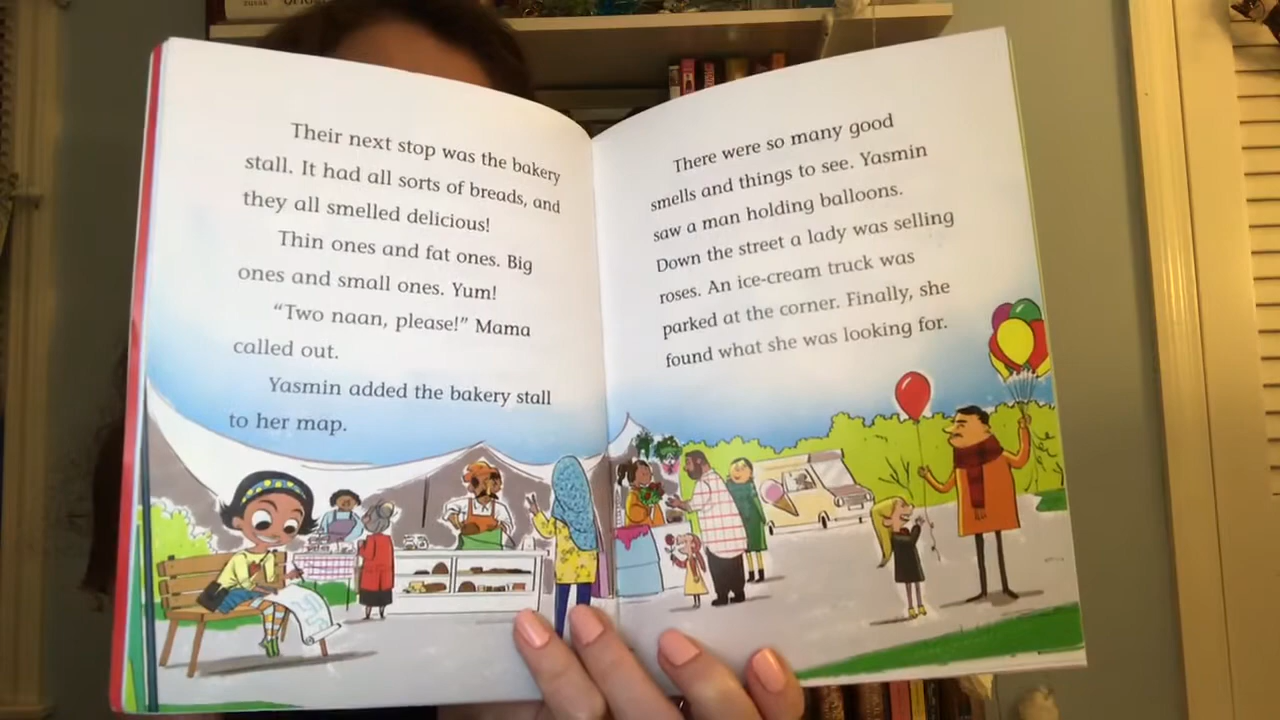 Their next stop was the bakery
stall. It had all sorts of breads, and
they all smelled delicious!
Thin ones and fat ones. Big
ones and small ones. Yum!
“Two naan, please!” Mama
called out.
Yasmin added the bakery stall
to her map.
There were so many good
smells and things to see. Yasmin
saw a man holding balloons.
Down the street a lady was selling
roses. An ice-cream truck was
parked at the corner. Finally, she
found what she was looking for.